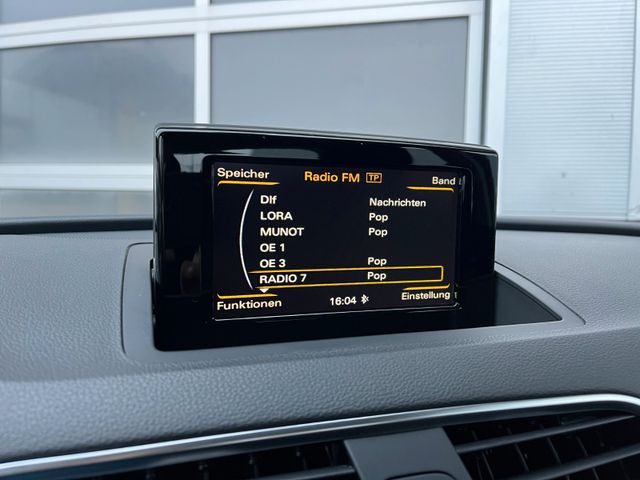 Speicher Radio FM TP Band
Dlf Nachrichten
LORA Pop
MUNOT Pop
OE 1
OE 3 Pop
RADIO 7 Pop
Funktionen 16:04 Einstellung